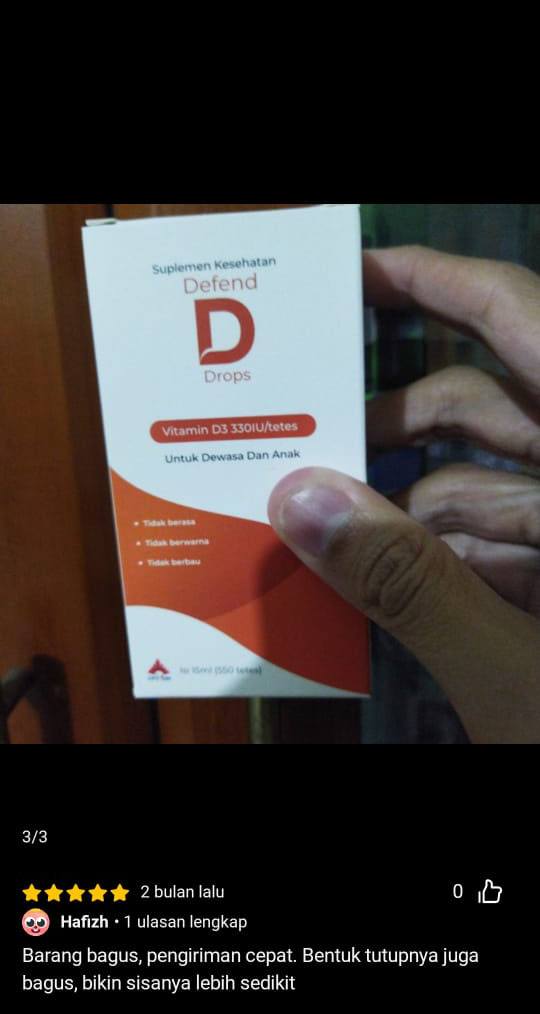 Suplemen Kesehatan
Defend
D
Drops
Vitamin D3 330IU/tetes
Untuk Dewasa Dan Anak
Tidak berasa
Tidak berwarna
Tidak berbau
15ml (550 tetes)
3/3
2 bulan lalu
0
Hafizh • 1 ulasan lengkap
Barang bagus, pengiriman cepat. Bentuk tutupnya juga
bagus, bikin sisanya lebih sedikit